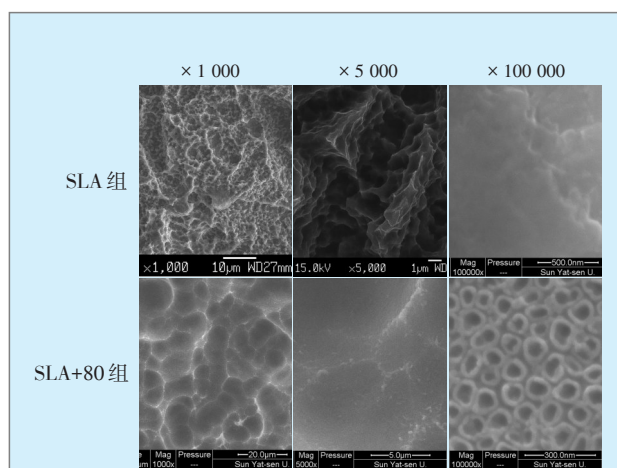 × 1 000 × 5 000 × 100 000
SLA 组
×1,000 10μm WD27mm
15.0kV ×5,000 1μm WD
Mag Pressure 500.0nm
100000x --- Sun Yat-sen U.
SLA+80 组
Mag Pressure 20.0μm
μm 1000x --- Sun Yat-sen U.
Mag Pressure 5.0μm
5000x --- Sun Yat-sen U.
Mag Pressure 300.0nm
100000x --- Sun Yat-sen U.